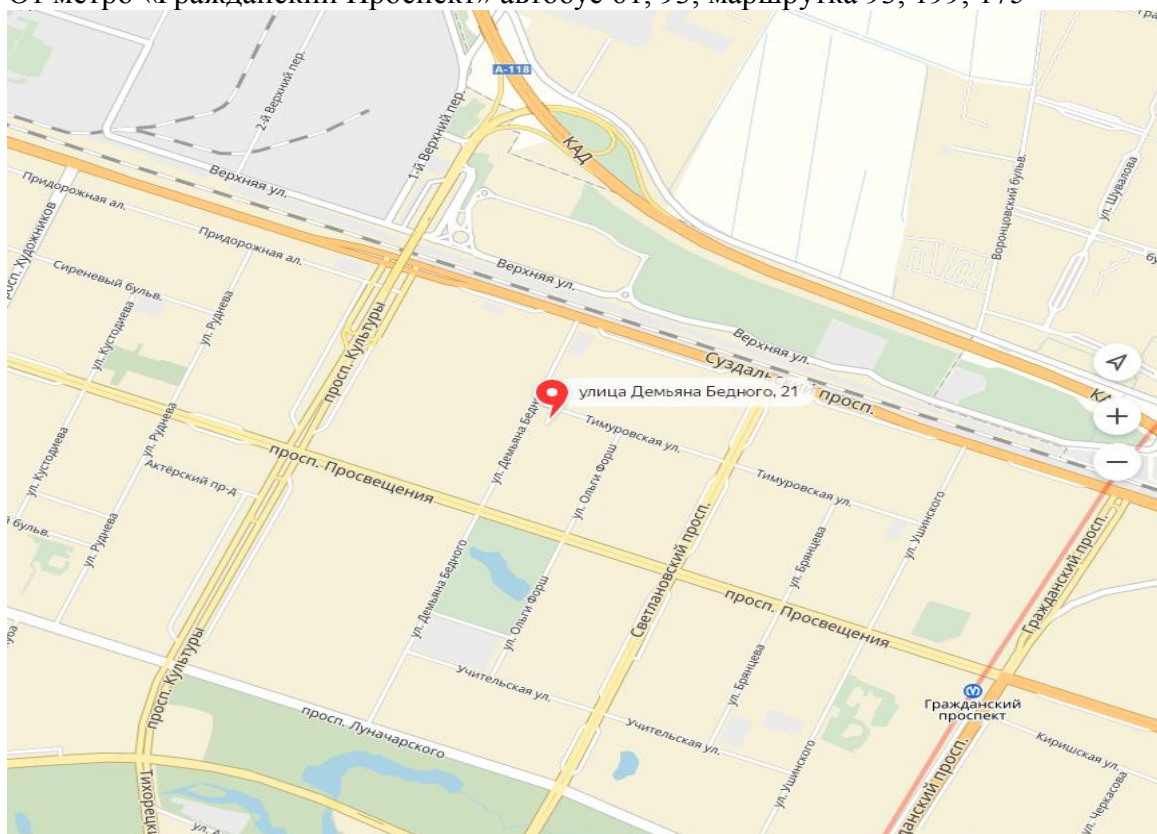 От метро «Гражданский Проспект» автобус 61, 93, маршрутка 93, 199, 175
А-118
2-й Верхний пер.
1-й Верхний пер.
КАД
Верхняя ул.
Придорожная ал.
Придорожная ал.
просп. Художников
Сиреневый бульв.
ул. Руднева
ул. Кустодиева
просп. Культуры
Верхняя ул.
Верхняя ул.
Воронцовский бульв.
ул. Шувалова
Суздальский просп.
улица Демьяна Бедного, 21
Тимуровская ул.
Тимуровская ул.
ул. Демьяна Бедного
ул. Ольги Форш
просп. Просвещения
ул. Кустодиева
ул. Руднева
Актёрский пр-д
ул. Руднева
бульв.
ул. Демьяна Бедного
ул. Ольги Форш
Светлановский просп.
ул. Брянцева
ул. Ушинского
Гражданский просп.
просп. Просвещения
ул. Брянцева
Учительская ул.
Учительская ул.
просп. Культуры
просп. Луначарского
ул. Ушинского
Гражданский
проспект
Киришская ул.
ул. Черкасова